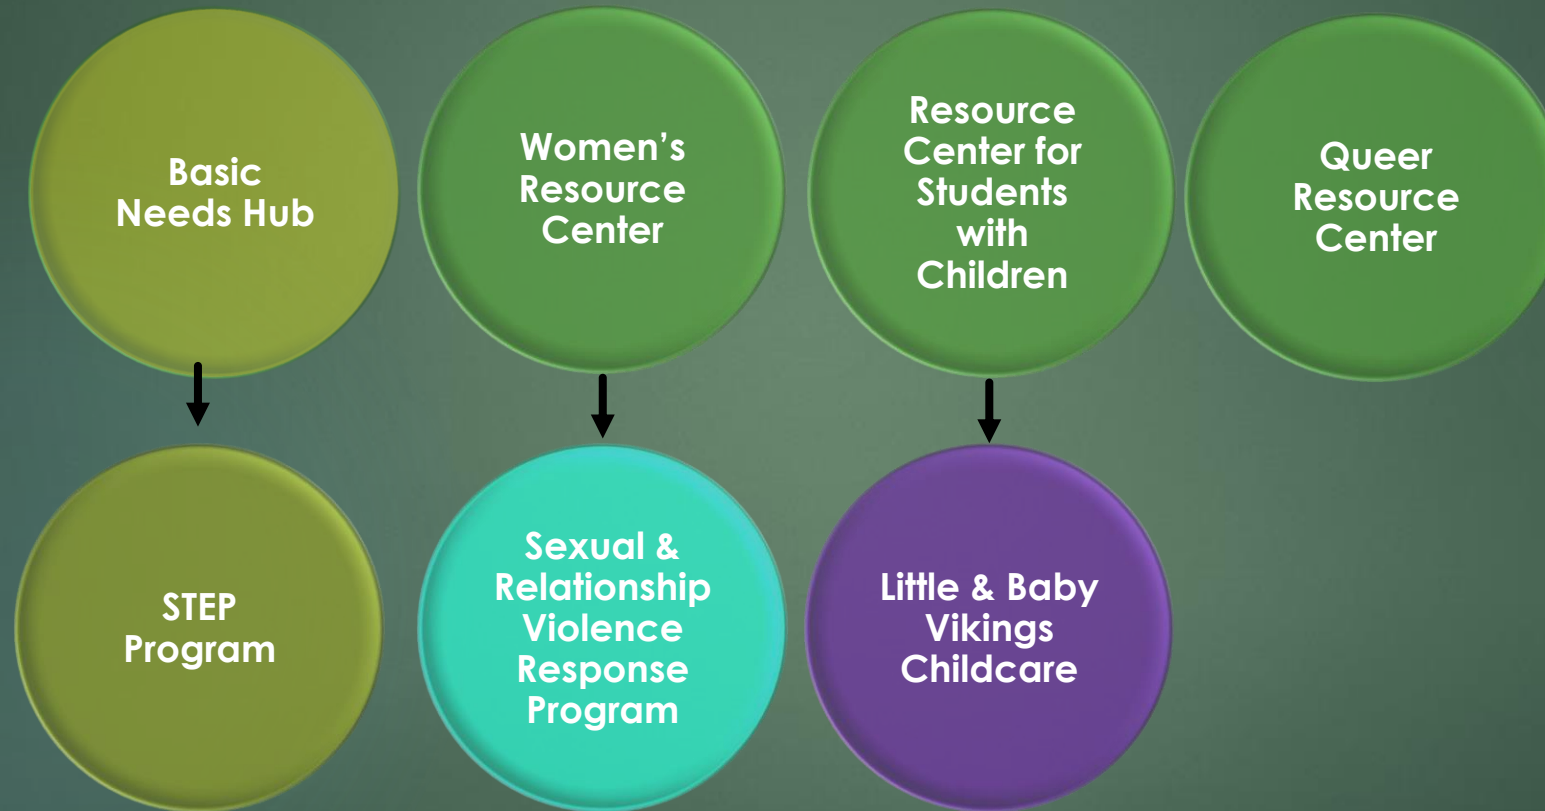 Basic
Needs Hub
Women’s
Resource
Center
Resource
Center for
Students
with
Children
Queer
Resource
Center
STEP
Program
Sexual &
Relationship
Violence
Response
Program
Little & Baby
Vikings
Childcare